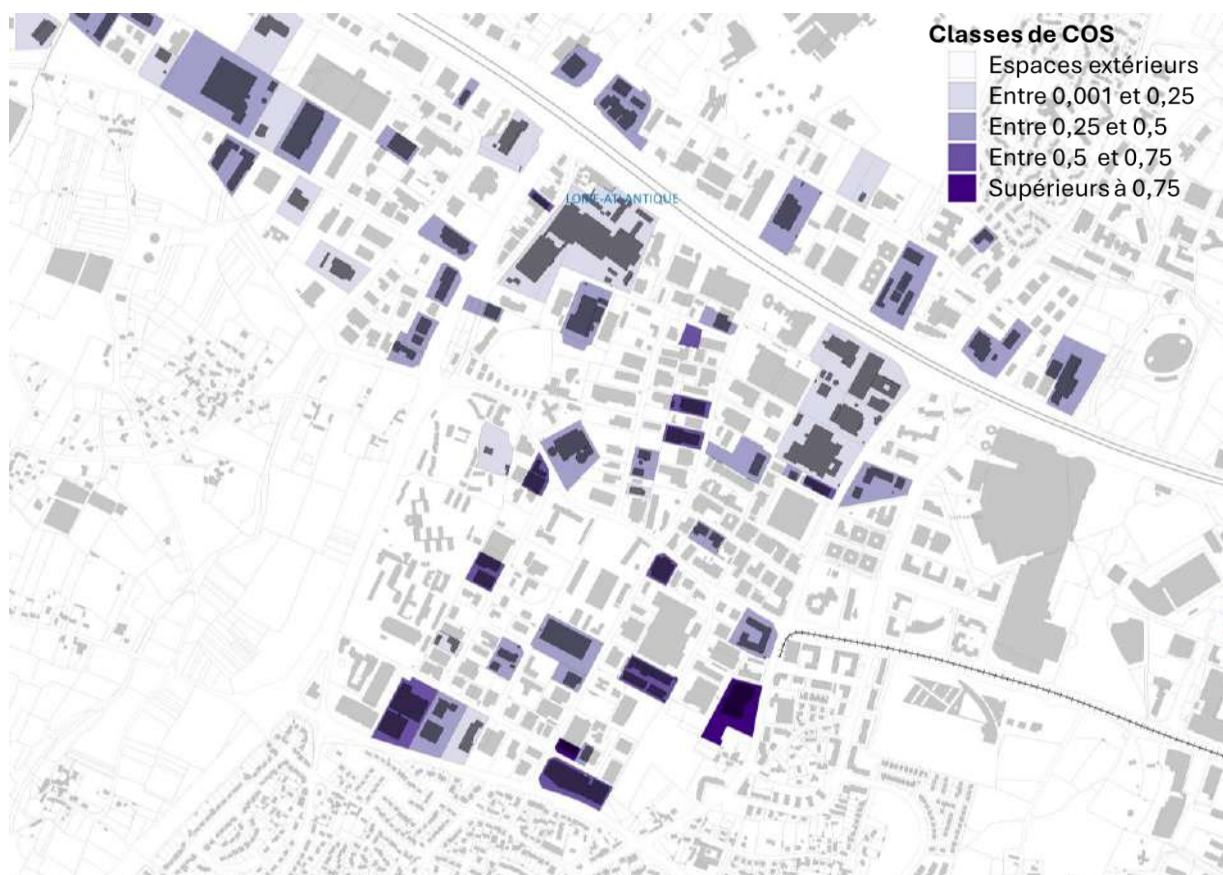 Classes de COS
Espaces extérieurs
Entre 0,001 et 0,25
Entre 0,25 et 0,5
Entre 0,5 et 0,75
Supérieurs à 0,75
LOIRE-ATLANTIQUE